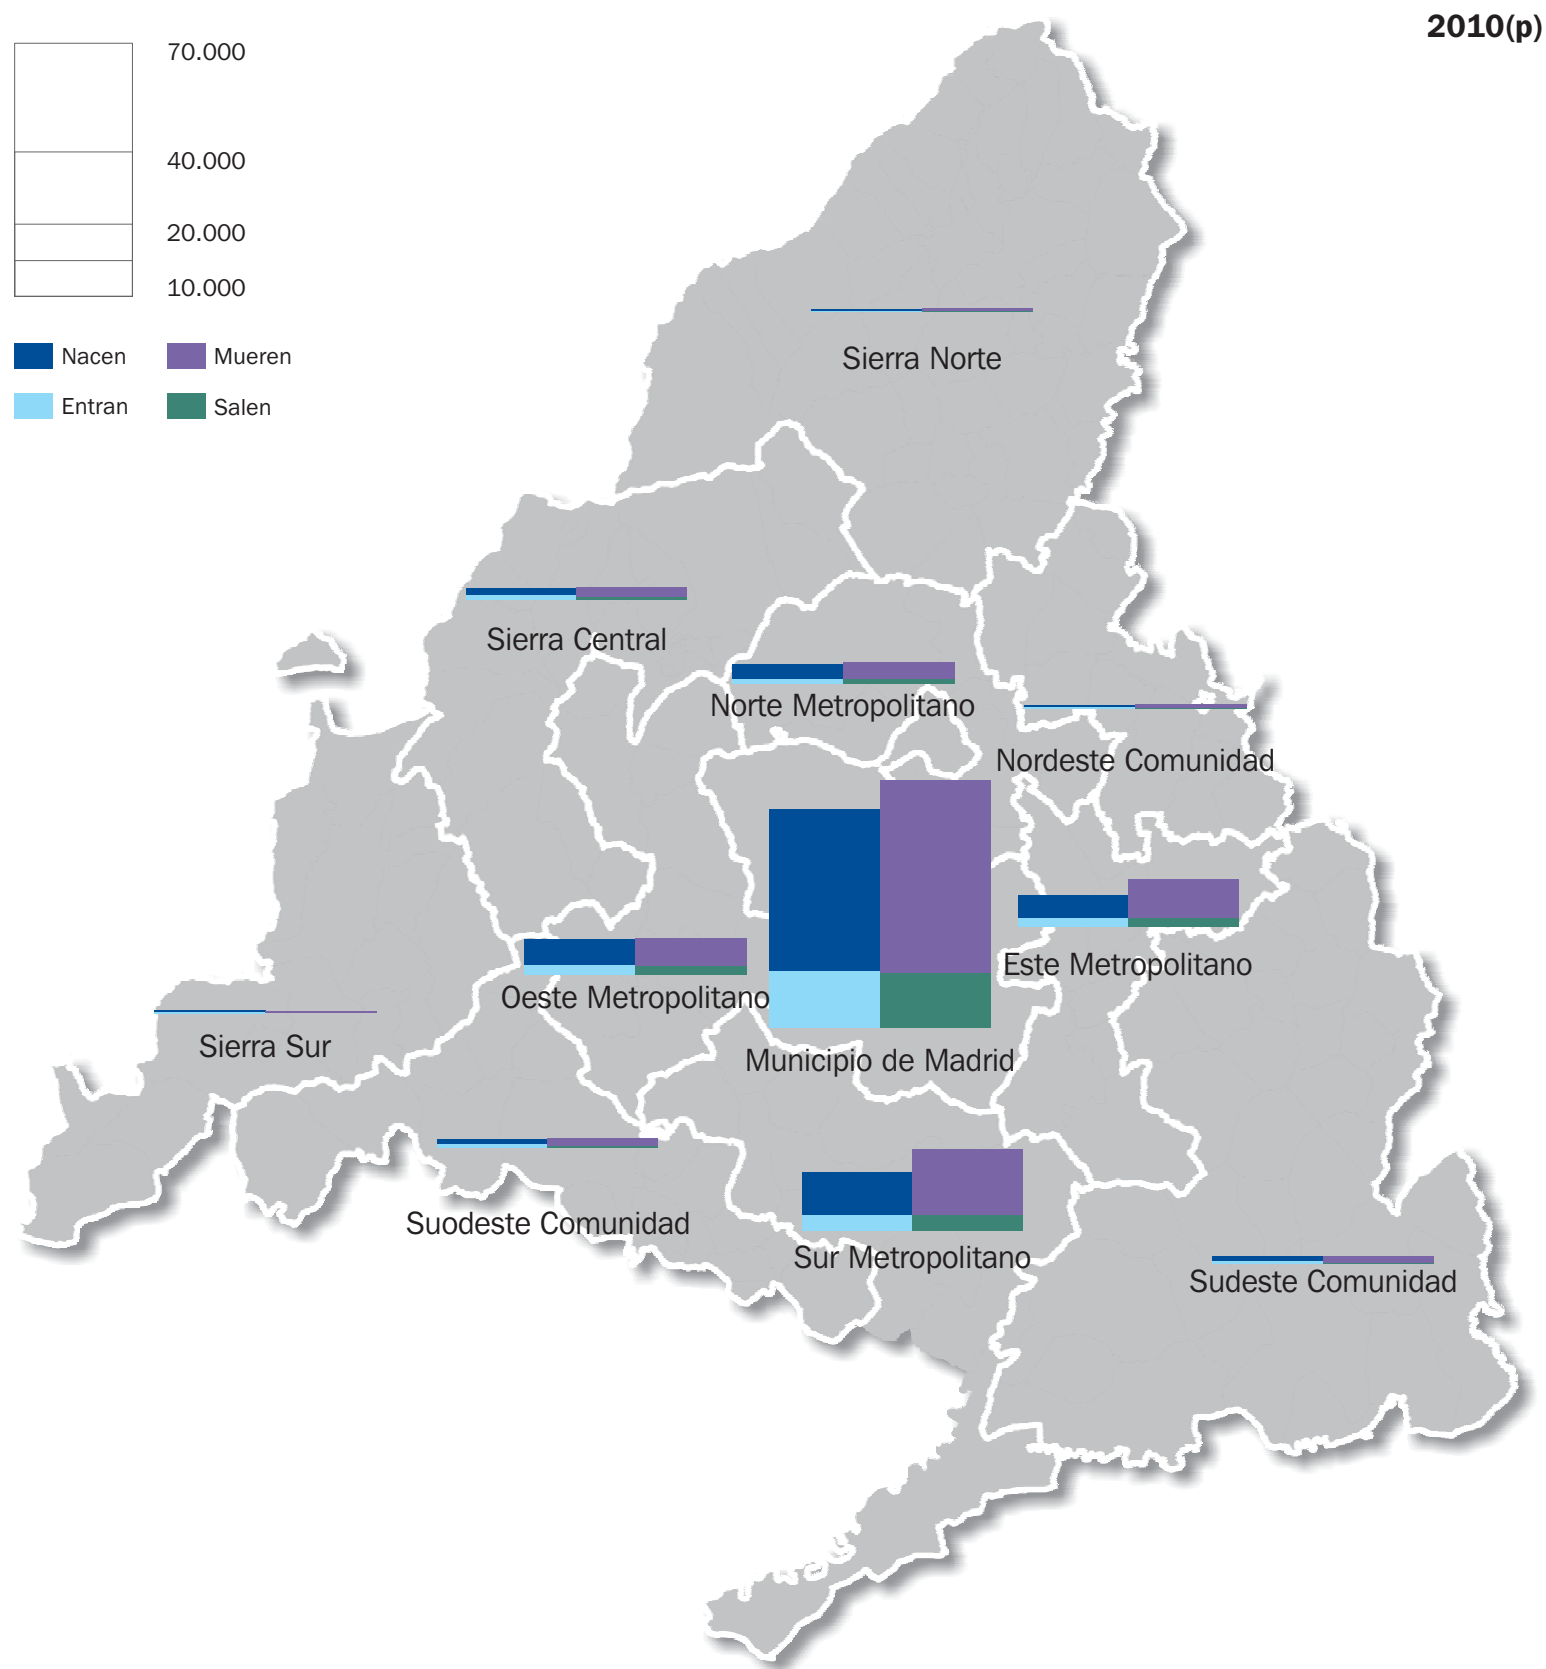 2010(p)
70.000
40.000
20.000
10.000
Nacen
Mueren
Entran
Salen
Sierra Norte
Sierra Central
Norte Metropolitano
Nordeste Comunidad
Este Metropolitano
Oeste Metropolitano
Sierra Sur
Municipio de Madrid
Suodeste Comunidad
Sur Metropolitano
Sudeste Comunidad